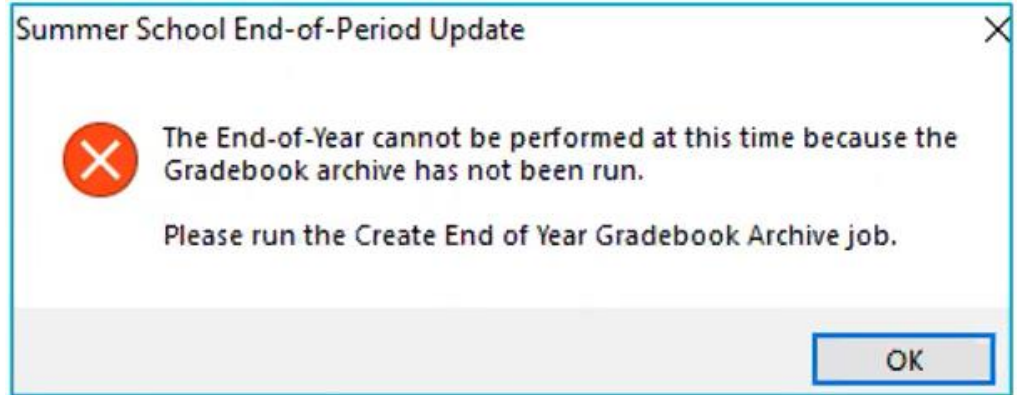 Summer School End-of-Period Update
The End-of-Year cannot be performed at this time because the
Gradebook archive has not been run.
Please run the Create End of Year Gradebook Archive job.
OK